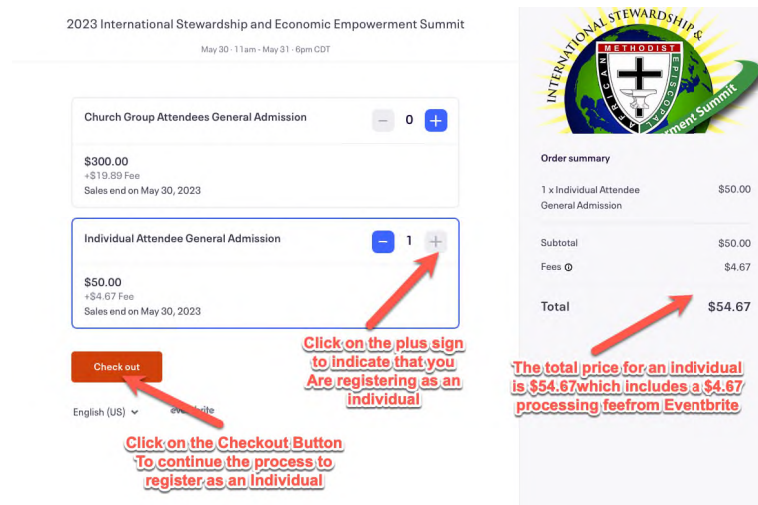 2023 International Stewardship and Economic Empowerment Summit
May 30 · 11am - May 31 · 6pm CDT
Church Group Attendees General Admission
0
$300.00
+$19.89 Fee
Sales end on May 30, 2023
Individual Attendee General Admission
1
$50.00
+$4.67 Fee
Sales end on May 30, 2023
Check out
English (US)
Click on the plus sign
to indicate that you
Are registering as an
individual
Click on the Checkout Button
To continue the process to
register as an Individual
INTERNATIONAL STEWARDSHIP &
AFRICAN
METHODIST
EPISCOPAL
Summit
Order summary
1 x Individual Attendee $50.00
General Admission
Subtotal $50.00
Fees $4.67
Total $54.67
The total price for an individual
is $54.67which includes a $4.67
processing feefrom Eventbrite